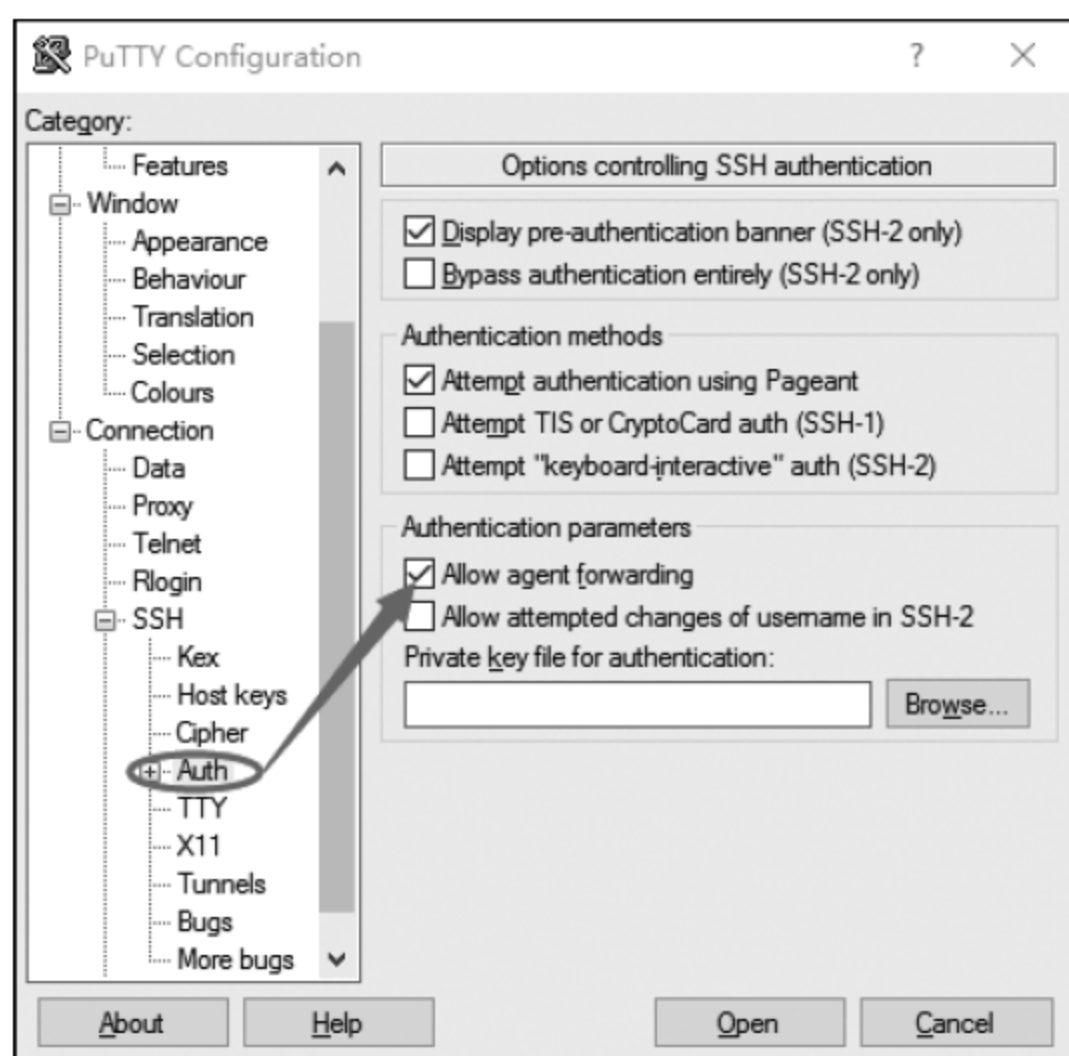 PuTTY Configuration
?
Category:
Features
Window
Appearance
Behaviour
Translation
Selection
Colours
Connection
Data
Proxy
Telnet
Rlogin
SSH
Kex
Host keys
Cipher
Auth
TTY
X11
Tunnels
Bugs
More bugs
Options controlling SSH authentication
Display pre-authentication banner (SSH-2 only)
Bypass authentication entirely (SSH-2 only)
Authentication methods
Attempt authentication using Pageant
Attempt TIS or CryptoCard auth (SSH-1)
Attempt "keyboard-interactive" auth (SSH-2)
Authentication parameters
Allow agent forwarding
Allow attempted changes of username in SSH-2
Private key file for authentication:
Browse...
About
Help
Open
Cancel